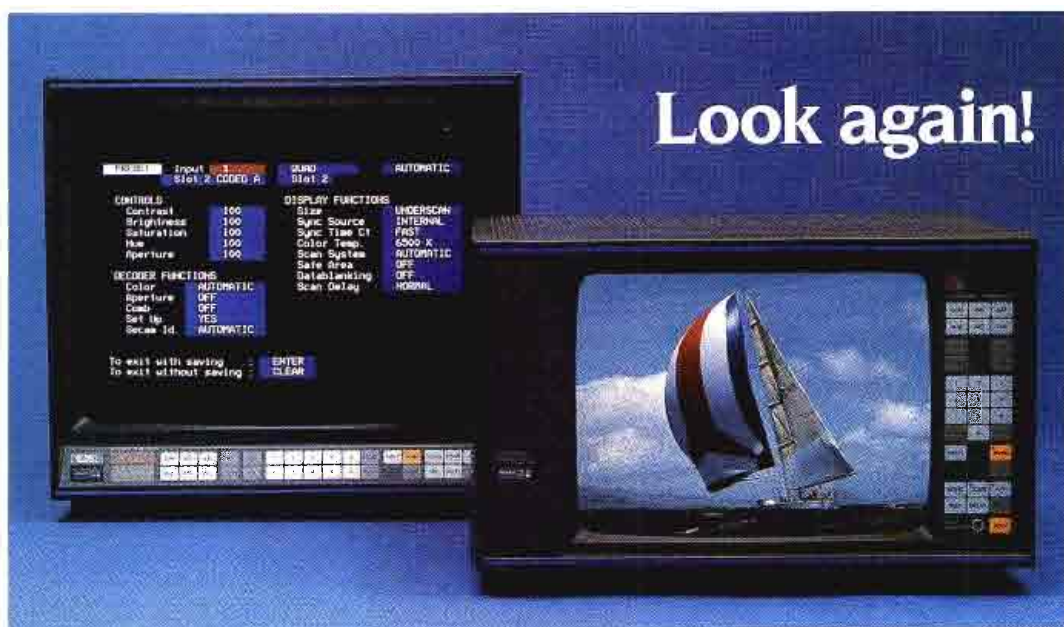 Look again!
PRESET Input 1 QUAD AUTOMATIC
Slot 2 CODED A Slot 2
CONTROLS
Contrast 100
Brightness 100
Saturation 100
Hue 100
Aperture 100
DECODER FUNCTIONS
Color AUTOMATIC
Aperture OFF
Comb OFF
Set Up YES
Secam Id. AUTOMATIC
DISPLAY FUNCTIONS
Size UNDERSCAN
Sync Source INTERNAL
Sync Time Ct FAST
Color Temp. 6500 K
Scan System AUTOMATIC
Safe Area OFF
Datablanking OFF
Scan Delay NORMAL
To exit with saving : ENTER
To exit without saving : CLEAR